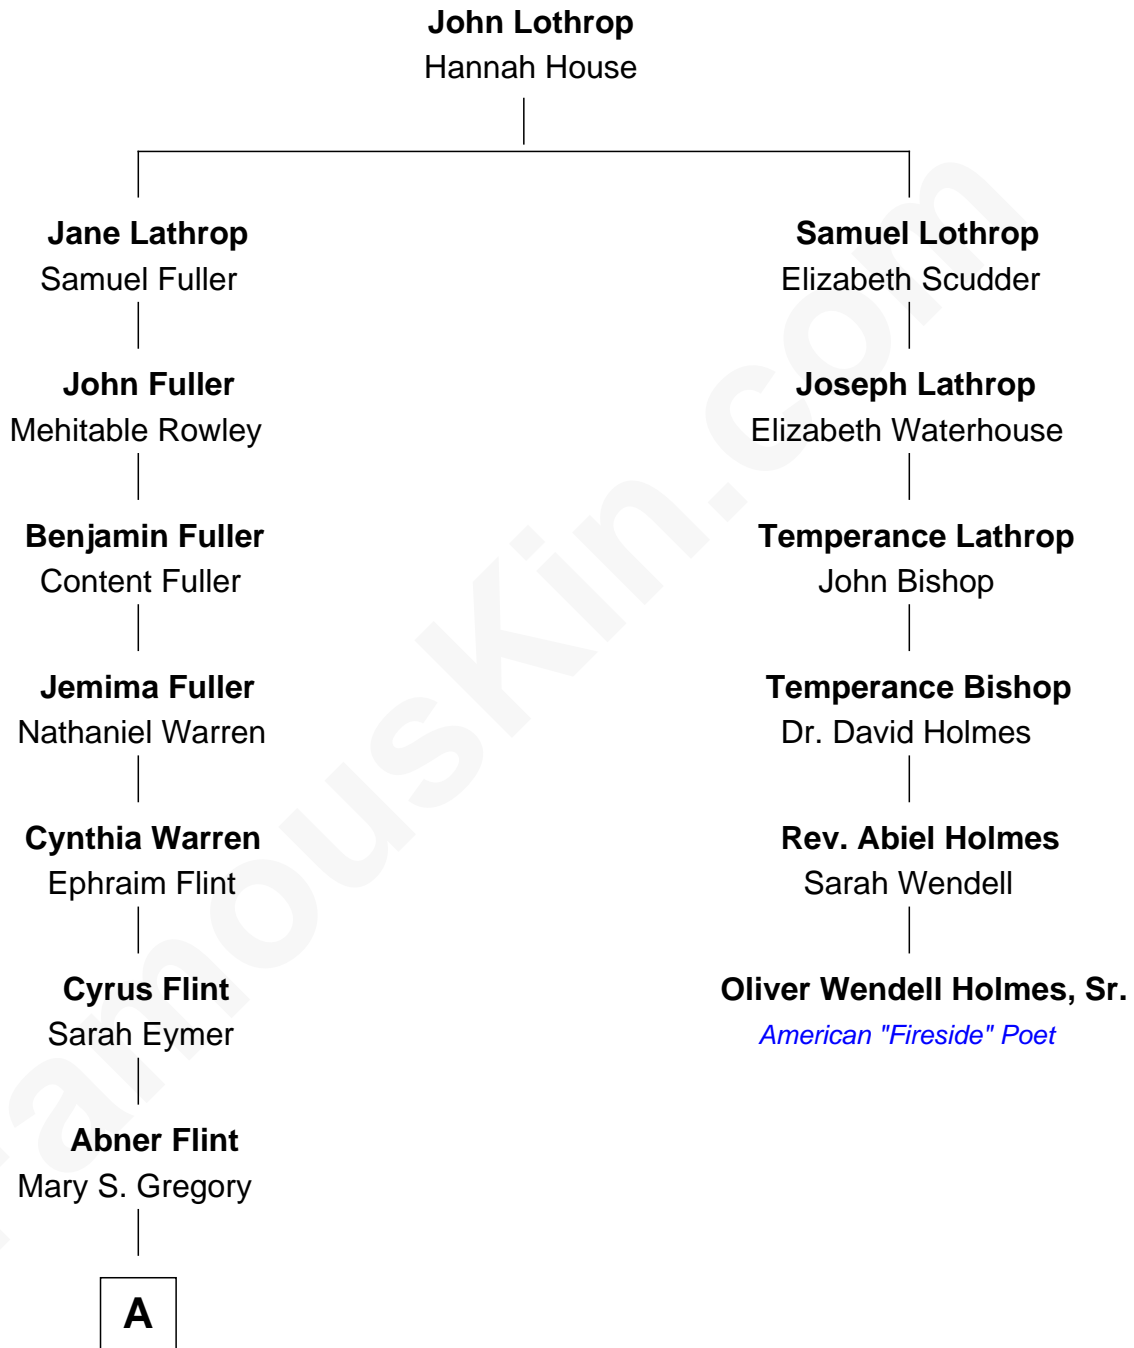 John Lothrop
Hannah House
Jane Lathrop
Samuel Fuller
John Fuller
Mehitable Rowley
Benjamin Fuller
Content Fuller
Jemima Fuller
Nathaniel Warren
Cynthia Warren
Ephraim Flint
Cyrus Flint
Sarah Eymer
Abner Flint
Mary S. Gregory
A
Samuel Lothrop
Elizabeth Scudder
Joseph Lathrop
Elizabeth Waterhouse
Temperance Lathrop
John Bishop
Temperance Bishop
Dr. David Holmes
Rev. Abiel Holmes
Sarah Wendell
Oliver Wendell Holmes, Sr.
American "Fireside" Poet
FamousKin.com